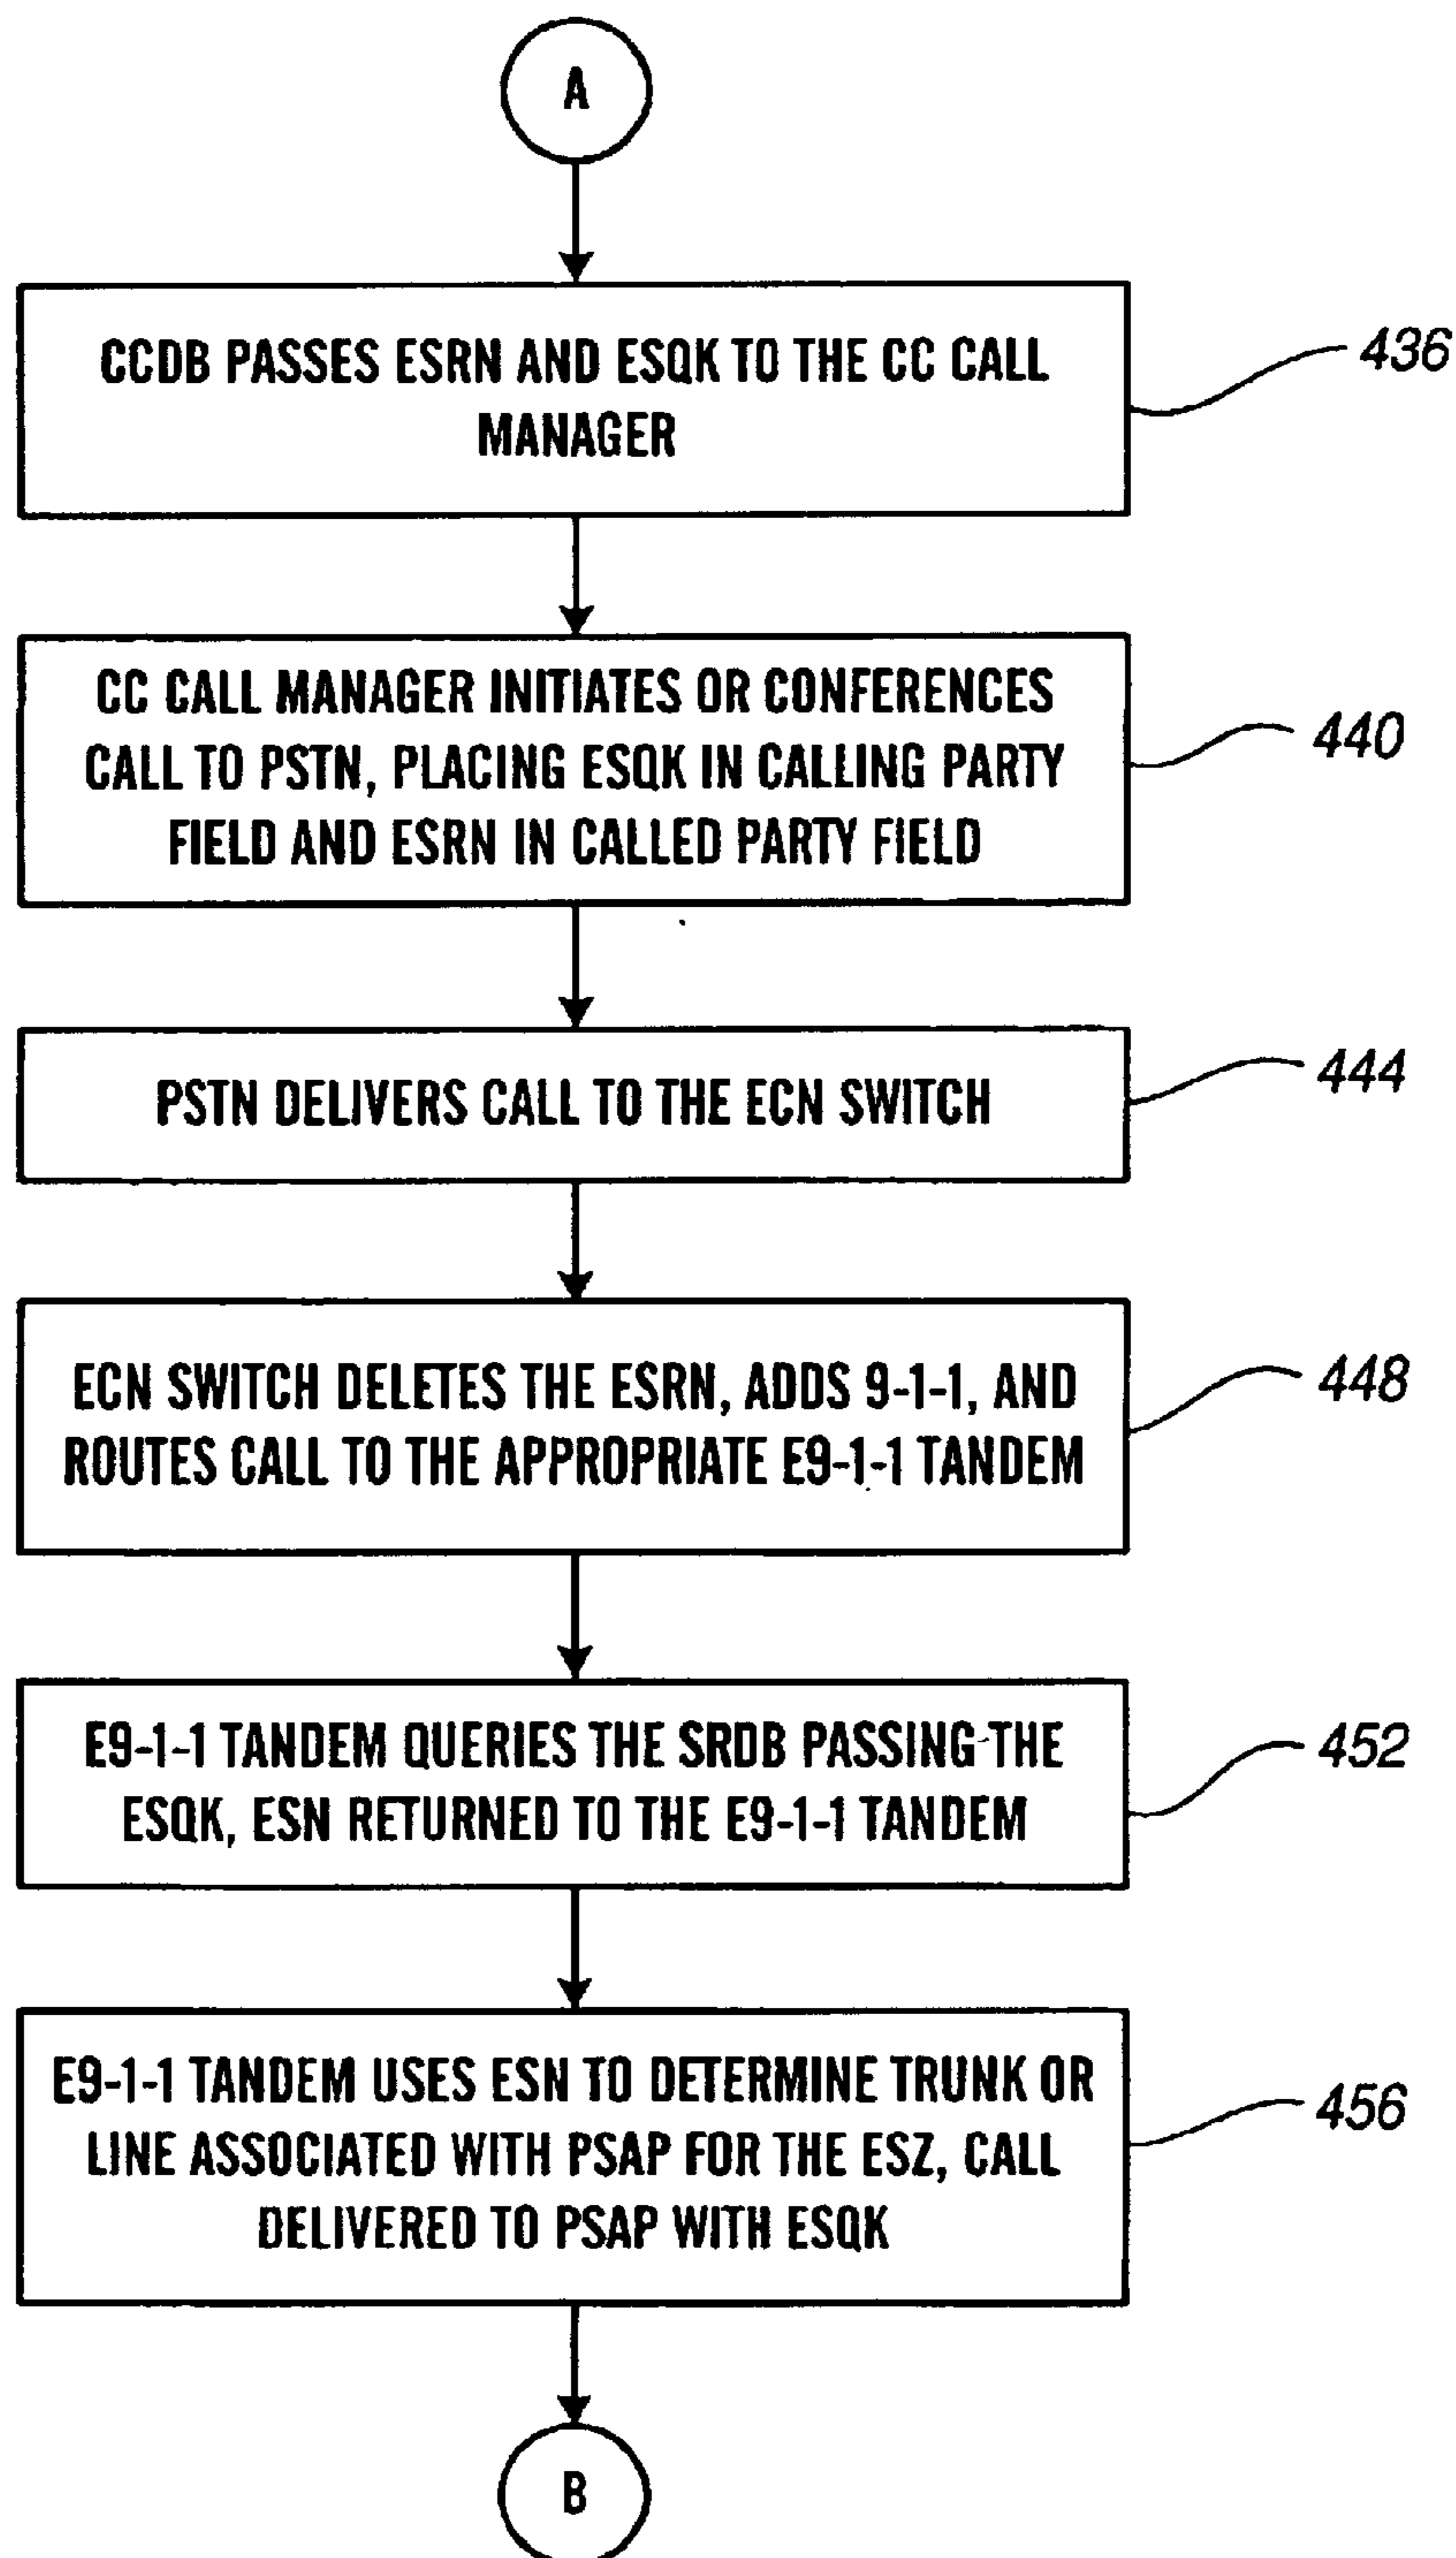 A
CCDB PASSES ESRN AND ESQK TO THE CC CALL
MANAGER
436
CC CALL MANAGER INITIATES OR CONFERENCES
CALL TO PSTN, PLACING ESQK IN CALLING PARTY
FIELD AND ESRN IN CALLED PARTY FIELD
440
PSTN DELIVERS CALL TO THE ECN SWITCH
444
ECN SWITCH DELETES THE ESRN, ADDS 9-1-1, AND
ROUTES CALL TO THE APPROPRIATE E9-1-1 TANDEM
448
E9-1-1 TANDEM QUERIES THE SRDB PASSING THE
ESQK, ESN RETURNED TO THE E9-1-1 TANDEM
452
E9-1-1 TANDEM USES ESN TO DETERMINE TRUNK OR
LINE ASSOCIATED WITH PSAP FOR THE ESZ, CALL
DELIVERED TO PSAP WITH ESQK
456
B